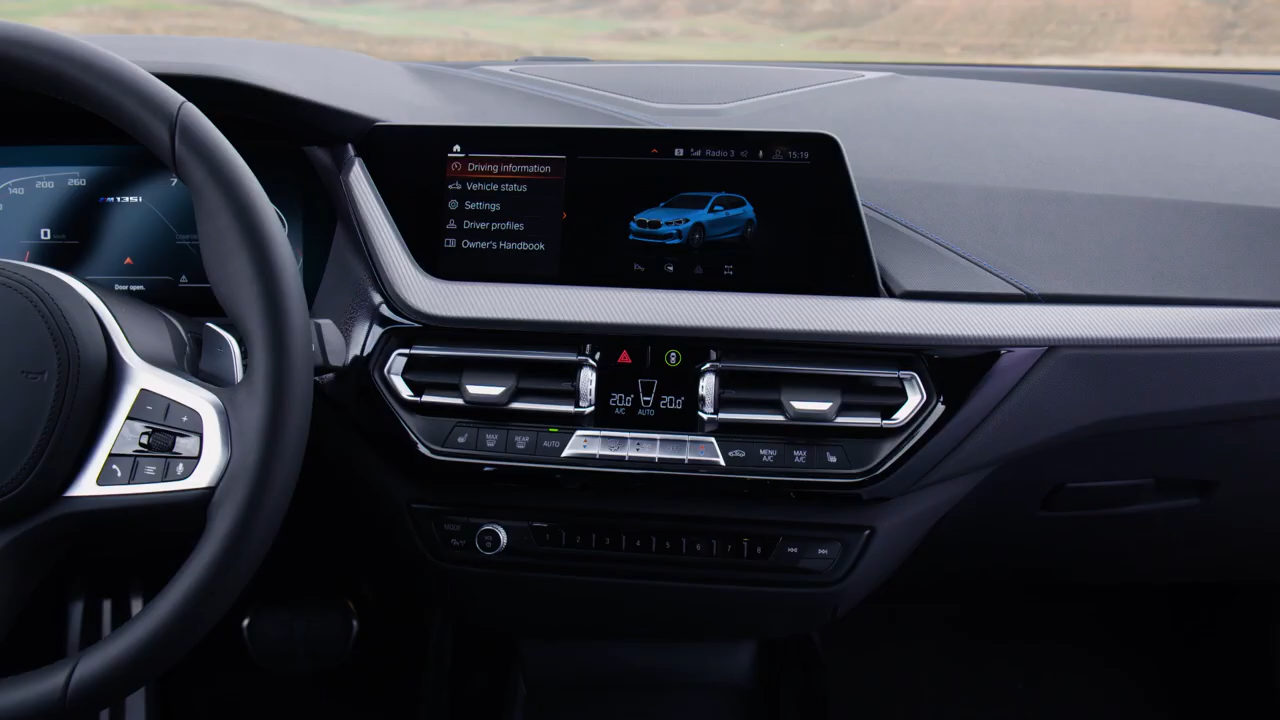 Radio 3
15:19
Driving information
Vehicle status
Settings
Driver profiles
Owner's Handbook
140 200 260
7
M135i
0
Door open.
20.0° 20.0°
A/C AUTO
MAX
REAR
AUTO
MENU
A/C
MAX
A/C
MODE
1 2 3 4 5 6 7 8
- +